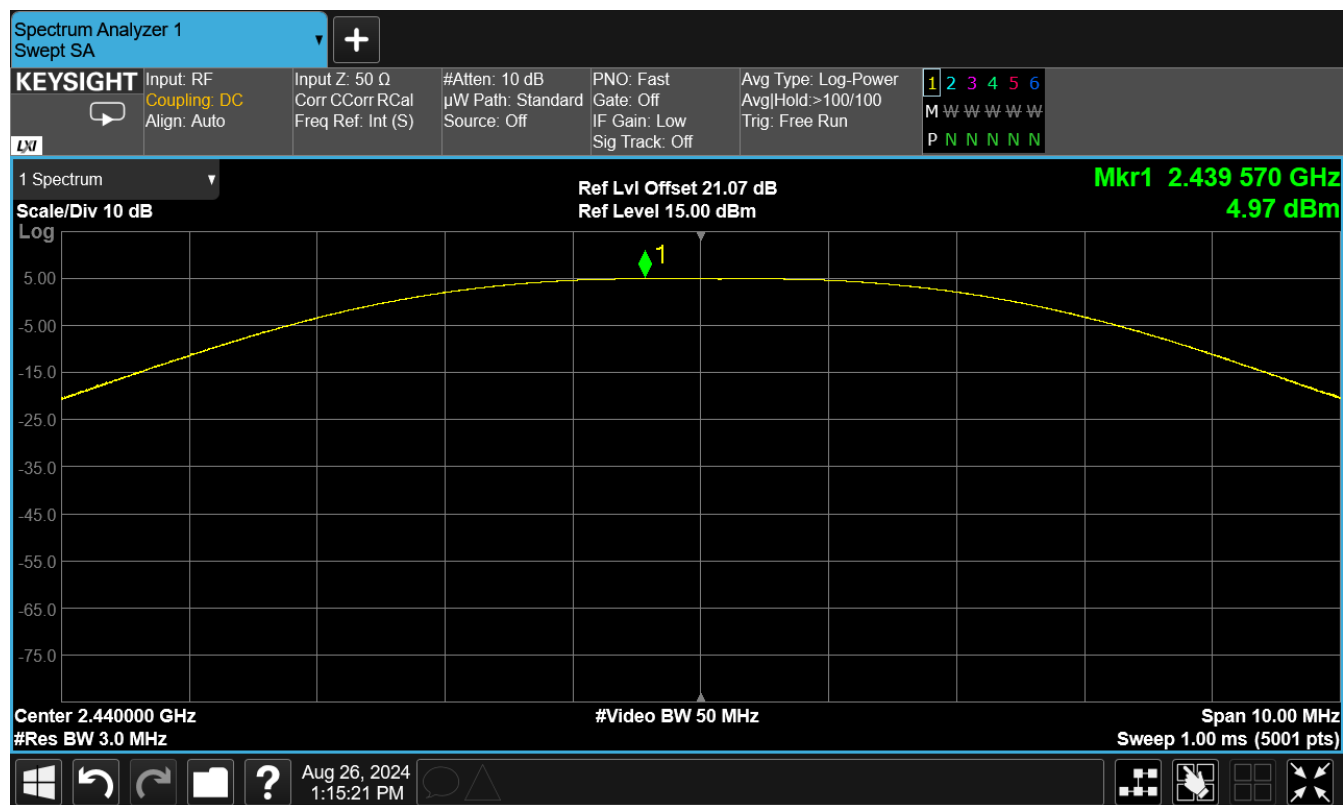 Spectrum Analyzer 1
Swept SA
KEYSIGHT
LXI
Input: RF
Coupling: DC
Align: Auto
Input Z: 50 Ω
Corr CCorr RCal
Freq Ref: Int (S)
#Atten: 10 dB
µW Path: Standard
Source: Off
PNO: Fast
Gate: Off
IF Gain: Low
Sig Track: Off
Avg Type: Log-Power
Avg|Hold:>100/100
Trig: Free Run
1 2 3 4 5 6
M W W W W W
P N N N N N
1 Spectrum
Scale/Div 10 dB
Log
Ref Lvl Offset 21.07 dB
Ref Level 15.00 dBm
Mkr1 2.439 570 GHz
4.97 dBm
1
5.00
-5.00
-15.0
-25.0
-35.0
-45.0
-55.0
-65.0
-75.0
Center 2.440000 GHz
#Res BW 3.0 MHz
#Video BW 50 MHz
Span 10.00 MHz
Sweep 1.00 ms (5001 pts)
?
Aug 26, 2024
1:15:21 PM